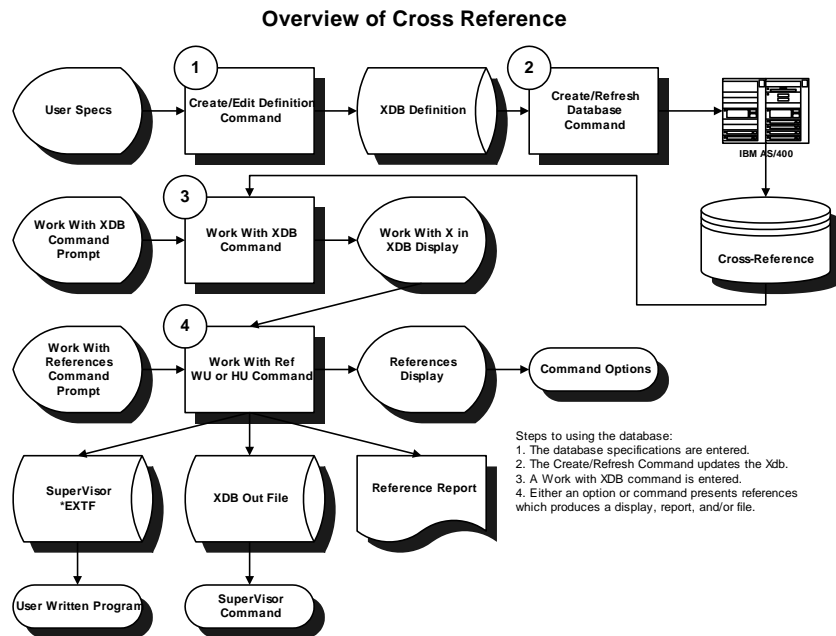 Overview of Cross Reference
1
2
User Specs
Create/Edit Definition
Command
XDB Definition
Create/Refresh
Database
Command
IBM AS/400
3
Work With XDB
Command
Prompt
Work With XDB
Command
Work With X in
XDB Display
Cross-Reference
4
Work With
References
Command
Prompt
Work With Ref
WU or HU Command
References
Display
Command Options
Steps to using the database:
1. The database specifications are entered.
2. The Create/Refresh Command updates the Xdb.
3. A Work with XDB command is entered.
4. Either an option or command presents references
which produces a display, report, and/or file.
SuperVisor
*EXTF
XDB Out File
Reference Report
User Written Program
SuperVisor
Command